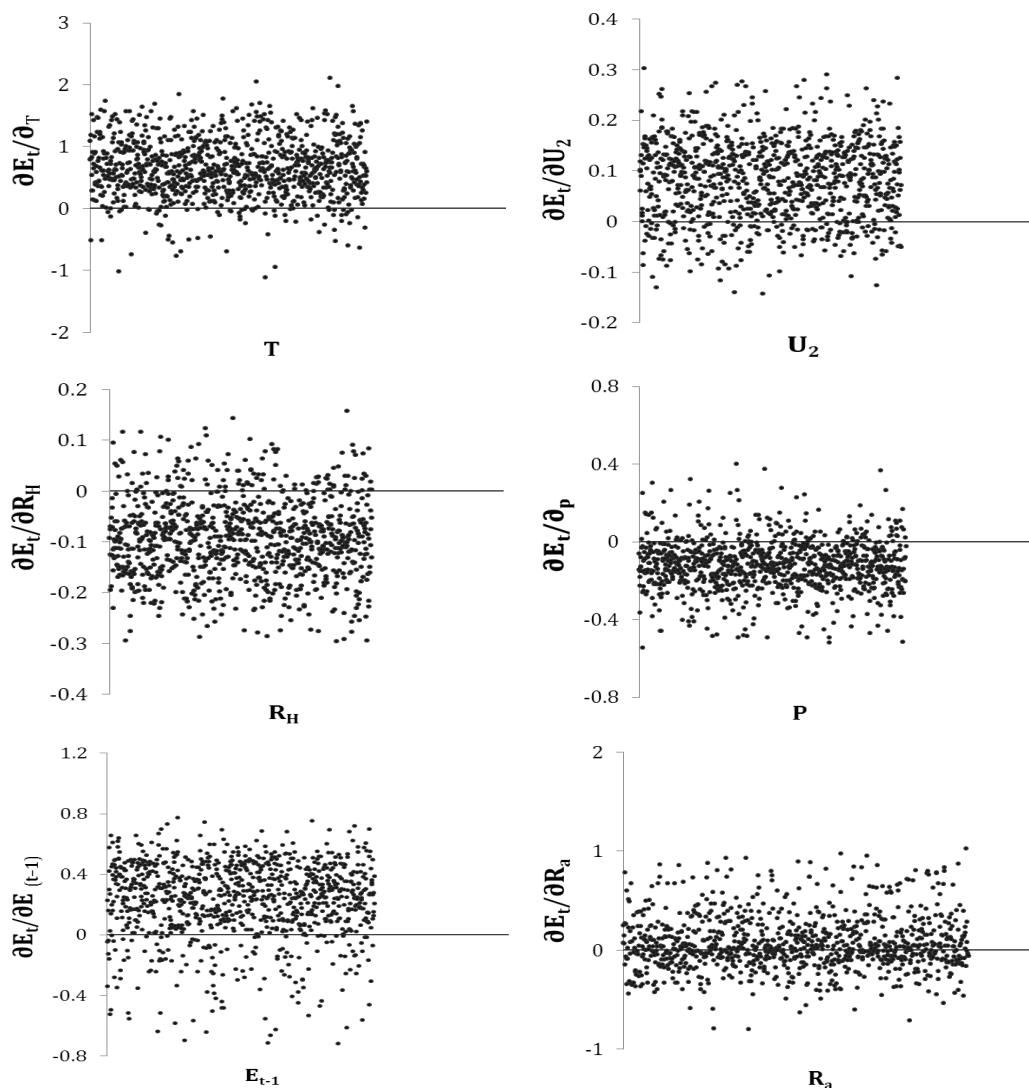 3
2
1
0
-1
-2
∂Eₜ/∂_T
T
0.4
0.3
0.2
0.1
0
-0.1
-0.2
∂Eₜ/∂U₂
U₂
0.2
0.1
0
-0.1
-0.2
-0.3
-0.4
∂Eₜ/∂R_H
R_H
0.8
0.4
0
-0.4
-0.8
∂Eₜ/∂ₚ
P
1.2
0.8
0.4
0
-0.4
-0.8
∂Eₜ/∂E ₍ₜ₋₁₎
Eₜ₋₁
2
1
0
-1
∂Eₜ/∂Rₐ
Rₐ